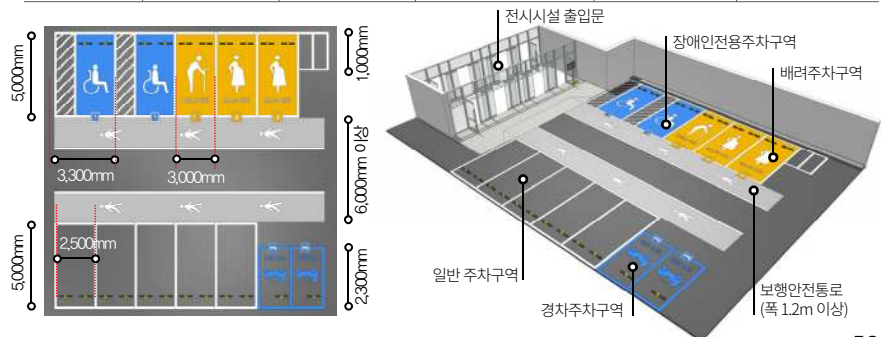 전시시설 출입문
장애인전용주차구역
배려주차구역
5,000mm
1,000mm
3,300mm
3,000mm
6,000mm 이상
2,500mm
5,000mm
2,300mm
일반 주차구역
경차주차구역
보행안전통로
(폭 1.2m 이상)